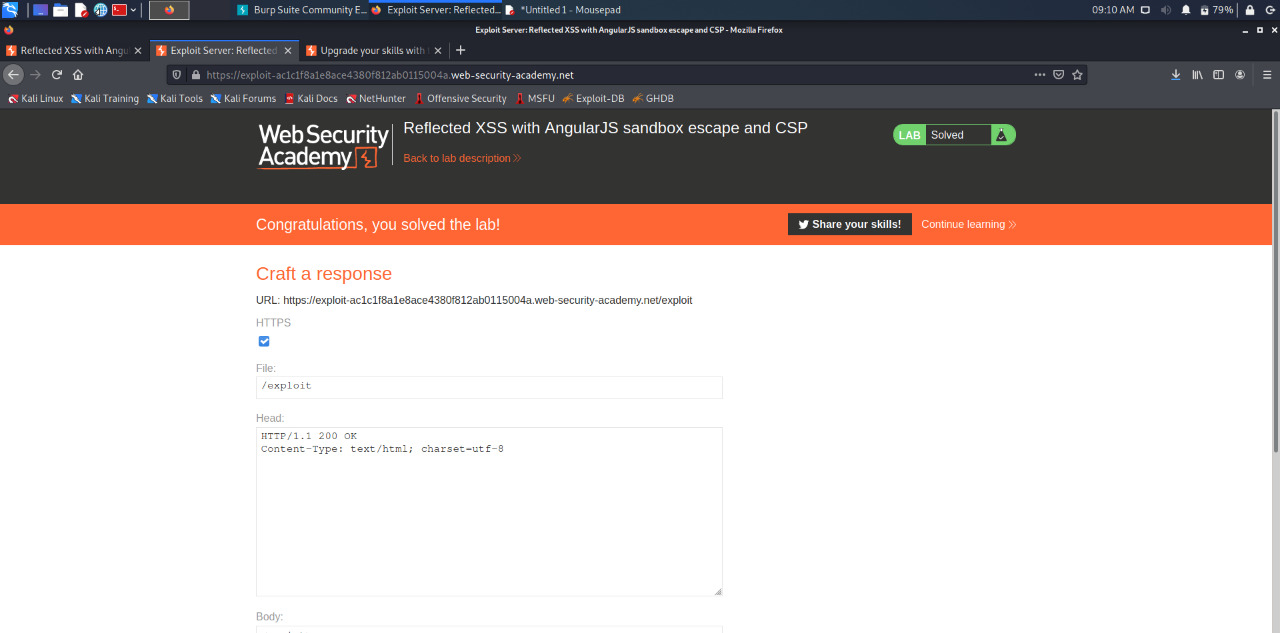 Burp Suite Community E...
Exploit Server: Reflected...
*Untitled 1 - Mousepad
09:10 AM
79%
Exploit Server: Reflected XSS with AngularJS sandbox escape and CSP - Mozilla Firefox
Reflected XSS with Angu
Exploit Server: Reflected
Upgrade your skills with
https://exploit-ac1c1f8a1e8ace4380f812ab0115004a.web-security-academy.net
Kali Linux
Kali Training
Kali Tools
Kali Forums
Kali Docs
NetHunter
Offensive Security
MSFU
Exploit-DB
GHDB
Web Security
Academy
Reflected XSS with AngularJS sandbox escape and CSP
Back to lab description
LAB
Solved
Congratulations, you solved the lab!
Share your skills!
Continue learning
Craft a response
URL: https://exploit-ac1c1f8a1e8ace4380f812ab0115004a.web-security-academy.net/exploit
HTTPS
File:
/exploit
Head:
HTTP/1.1 200 OK
Content-Type: text/html; charset=utf-8
Body: